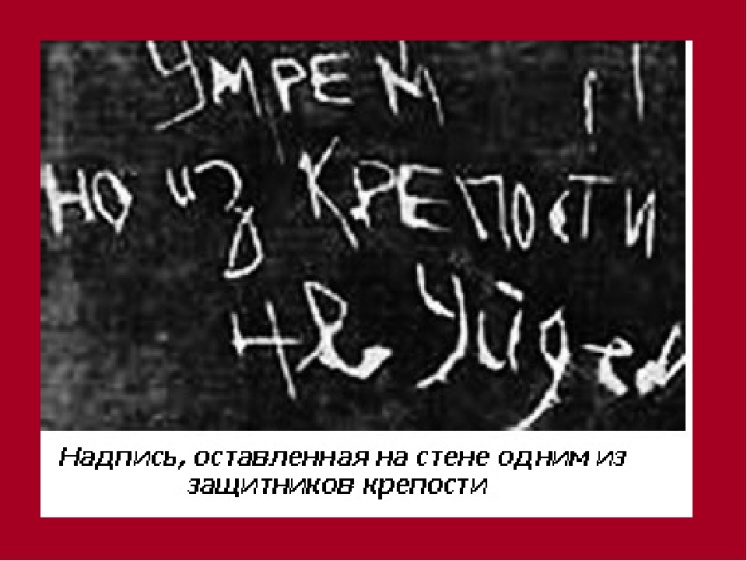 УМРЕМ
НО ИЗ КРЕПОСТИ
НЕ УЙДЕМ
Надпись, оставленная на стене одним из
защитников крепости